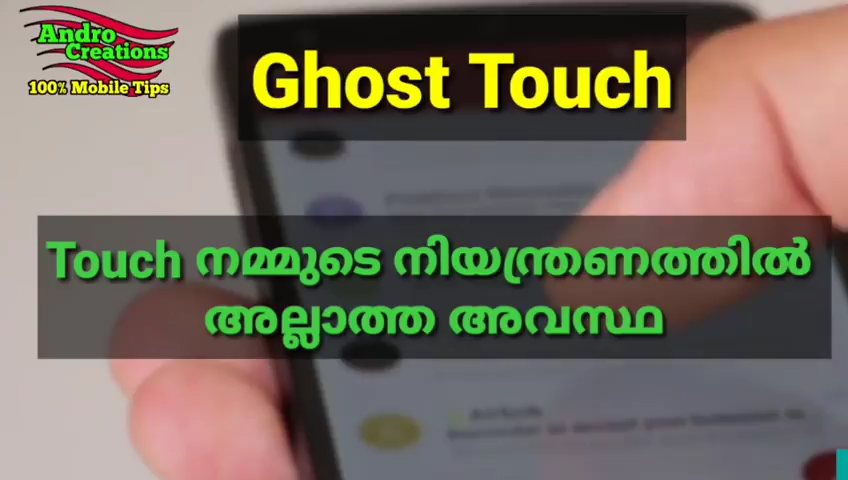 Andro
Creations
100% Mobile Tips
Ghost Touch
Touch നമ്മുടെ നിയന്ത്രണത്തിൽ
അല്ലാത്ത അവസ്ഥ